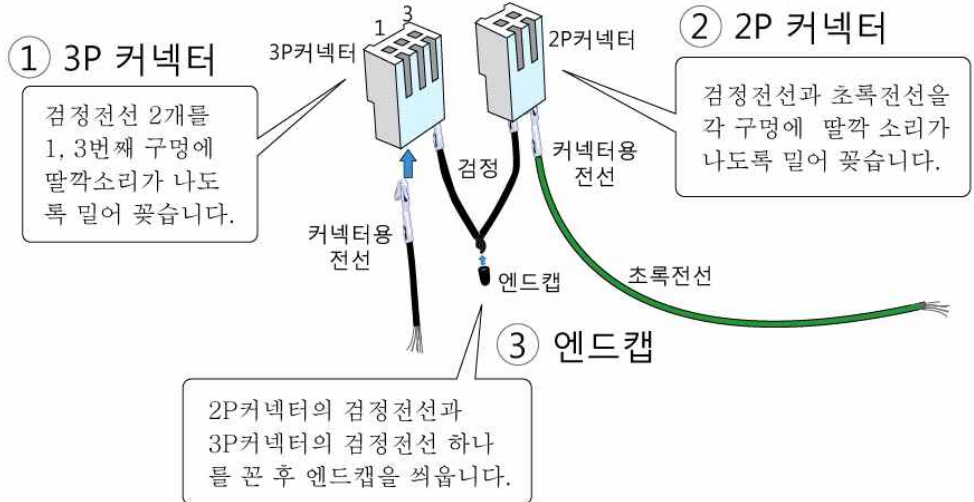 ① 3P 커넥터
검정전선 2개를
1, 3번째 구멍에
딸깍소리가 나도
록 밀어 꽂습니다.
3P커넥터
1
3
2P커넥터
② 2P 커넥터
검정전선과 초록전선을
각 구멍에 딸깍 소리가
나도록 밀어 꽂습니다.
검정
커넥터용
전선
커넥터용
전선
엔드캡
초록전선
③ 엔드캡
2P커넥터의 검정전선과
3P커넥터의 검정전선 하나
를 꼰 후 엔드캡을 씌웁니다.